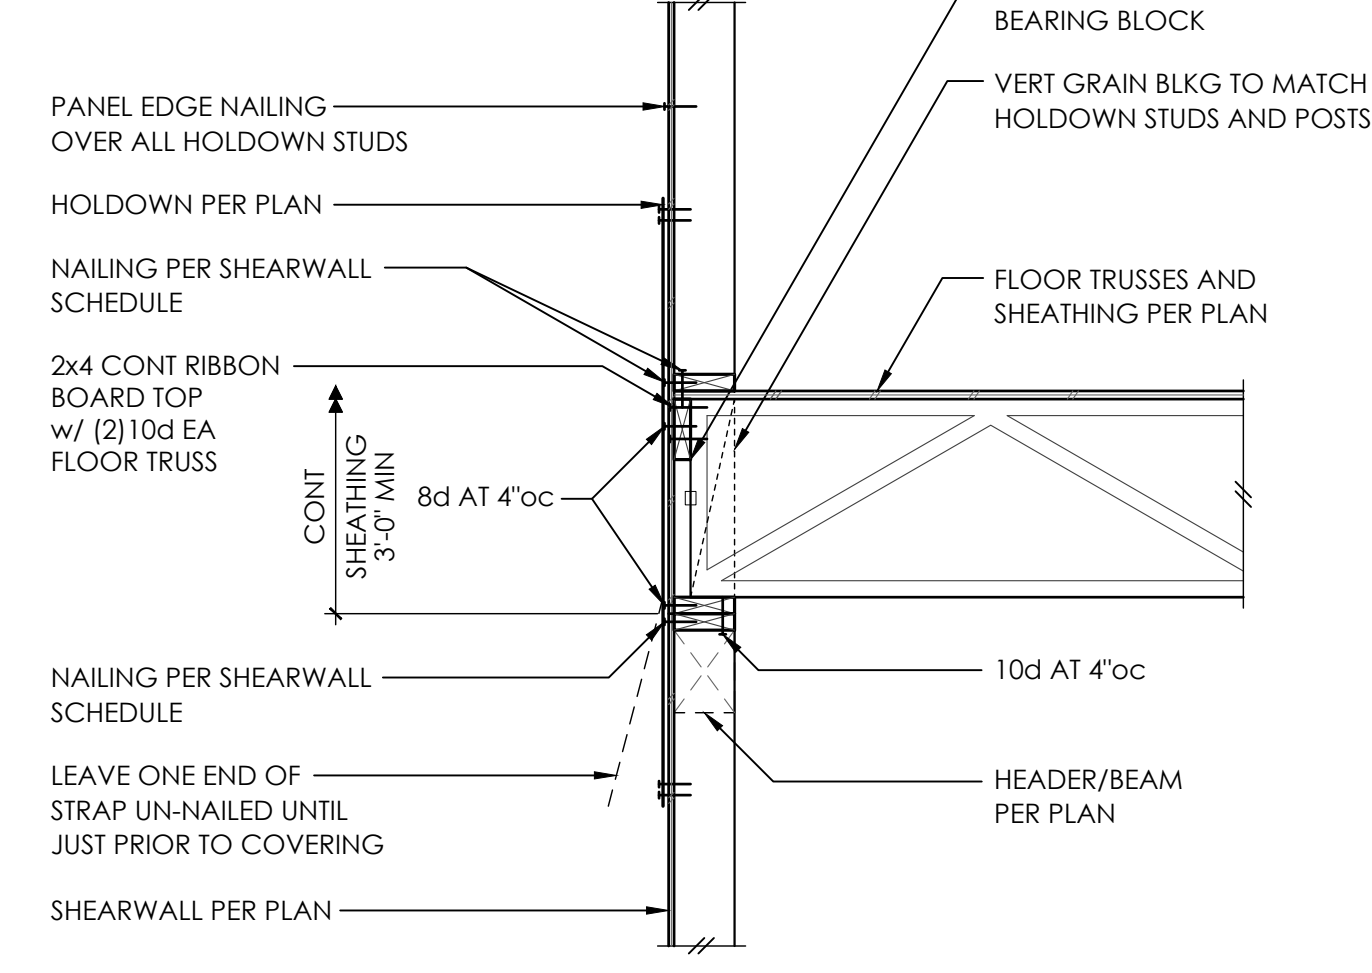 BEARING BLOCK
VERT GRAIN BLKG TO MATCH
HOLDOWN STUDS AND POSTS
PANEL EDGE NAILING
OVER ALL HOLDOWN STUDS
HOLDOWN PER PLAN
NAILING PER SHEARWALL
SCHEDULE
FLOOR TRUSSES AND
SHEATHING PER PLAN
2x4 CONT RIBBON
BOARD TOP
w/ (2)10d EA
FLOOR TRUSS
CONT
SHEATHING
3'-0" MIN
8d AT 4"oc
NAILING PER SHEARWALL
SCHEDULE
10d AT 4"oc
LEAVE ONE END OF
STRAP UN-NAILED UNTIL
JUST PRIOR TO COVERING
HEADER/BEAM
PER PLAN
SHEARWALL PER PLAN